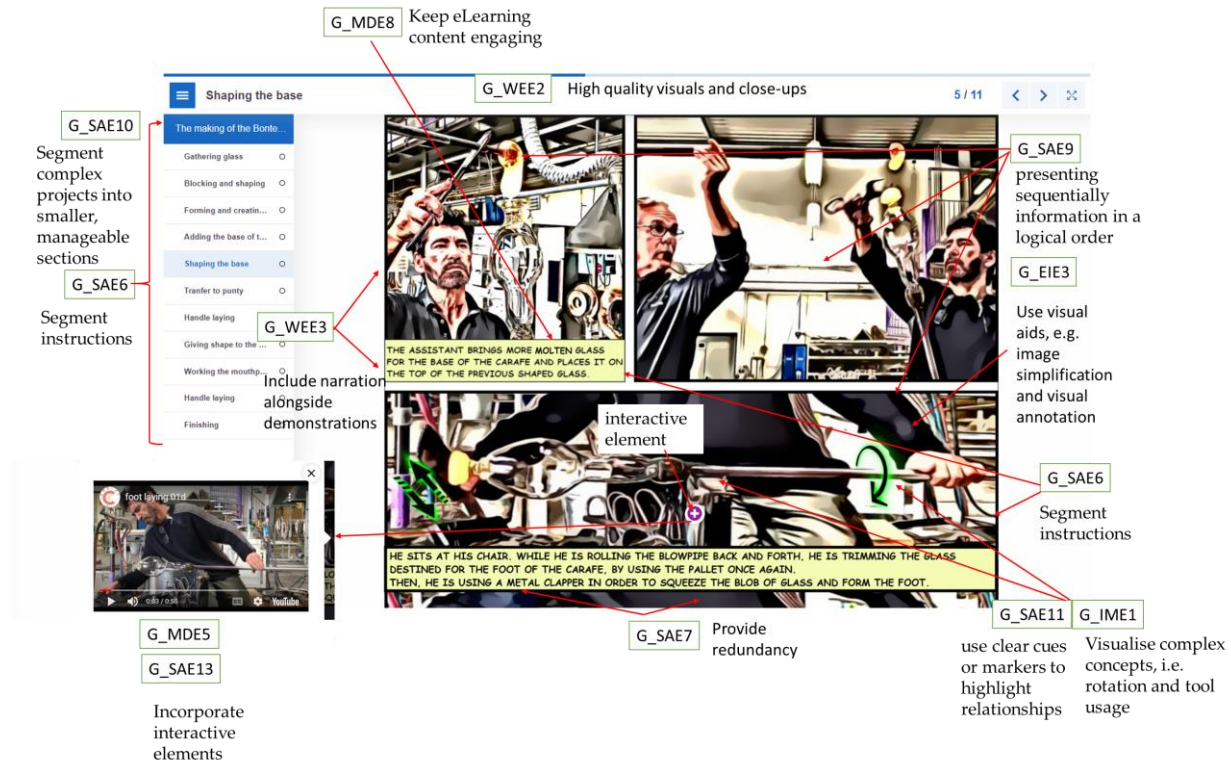 G_MDE8
Keep eLearning
content engaging
G_WEE2
High quality visuals and close-ups
Shaping the base
5 / 11
G_SAE10
Segment
complex
projects into
smaller,
manageable
sections
G_SAE6
Segment
instructions
The making of the Bonte...
Gathering glass
Blocking and shaping
Forming and creatin...
Adding the base of t...
Shaping the base
Tranfer to punty
Handle laying
Giving shape to the ...
Working the mouthp...
Handle laying
Finishing
G_WEE3
Include narration
alongside
demonstrations
THE ASSISTANT BRINGS MORE MOLTEN GLASS
FOR THE BASE OF THE CARAFE AND PLACES IT ON
THE TOP OF THE PREVIOUS SHAPED GLASS.
G_SAE9
presenting
sequentially
information in a
logical order
G_EIE3
Use visual
aids, e.g.
image
simplification
and visual
annotation
interactive
element
G_SAE6
Segment
instructions
HE SITS AT HIS CHAIR. WHILE HE IS ROLLING THE BLOWPIPE BACK AND FORTH, HE IS TRIMMING THE GLASS
DESTINED FOR THE FOOT OF THE CARAFE, BY USING THE PALLET ONCE AGAIN.
THEN, HE IS USING A METAL CLAPPER IN ORDER TO SQUEEZE THE BLOB OF GLASS AND FORM THE FOOT.
foot laying 01d
YouTube
G_MDE5
G_SAE13
Incorporate
interactive
elements
G_SAE7
Provide
redundancy
G_SAE11
use clear cues
or markers to
highlight
relationships
G_IME1
Visualise complex
concepts, i.e.
rotation and tool
usage